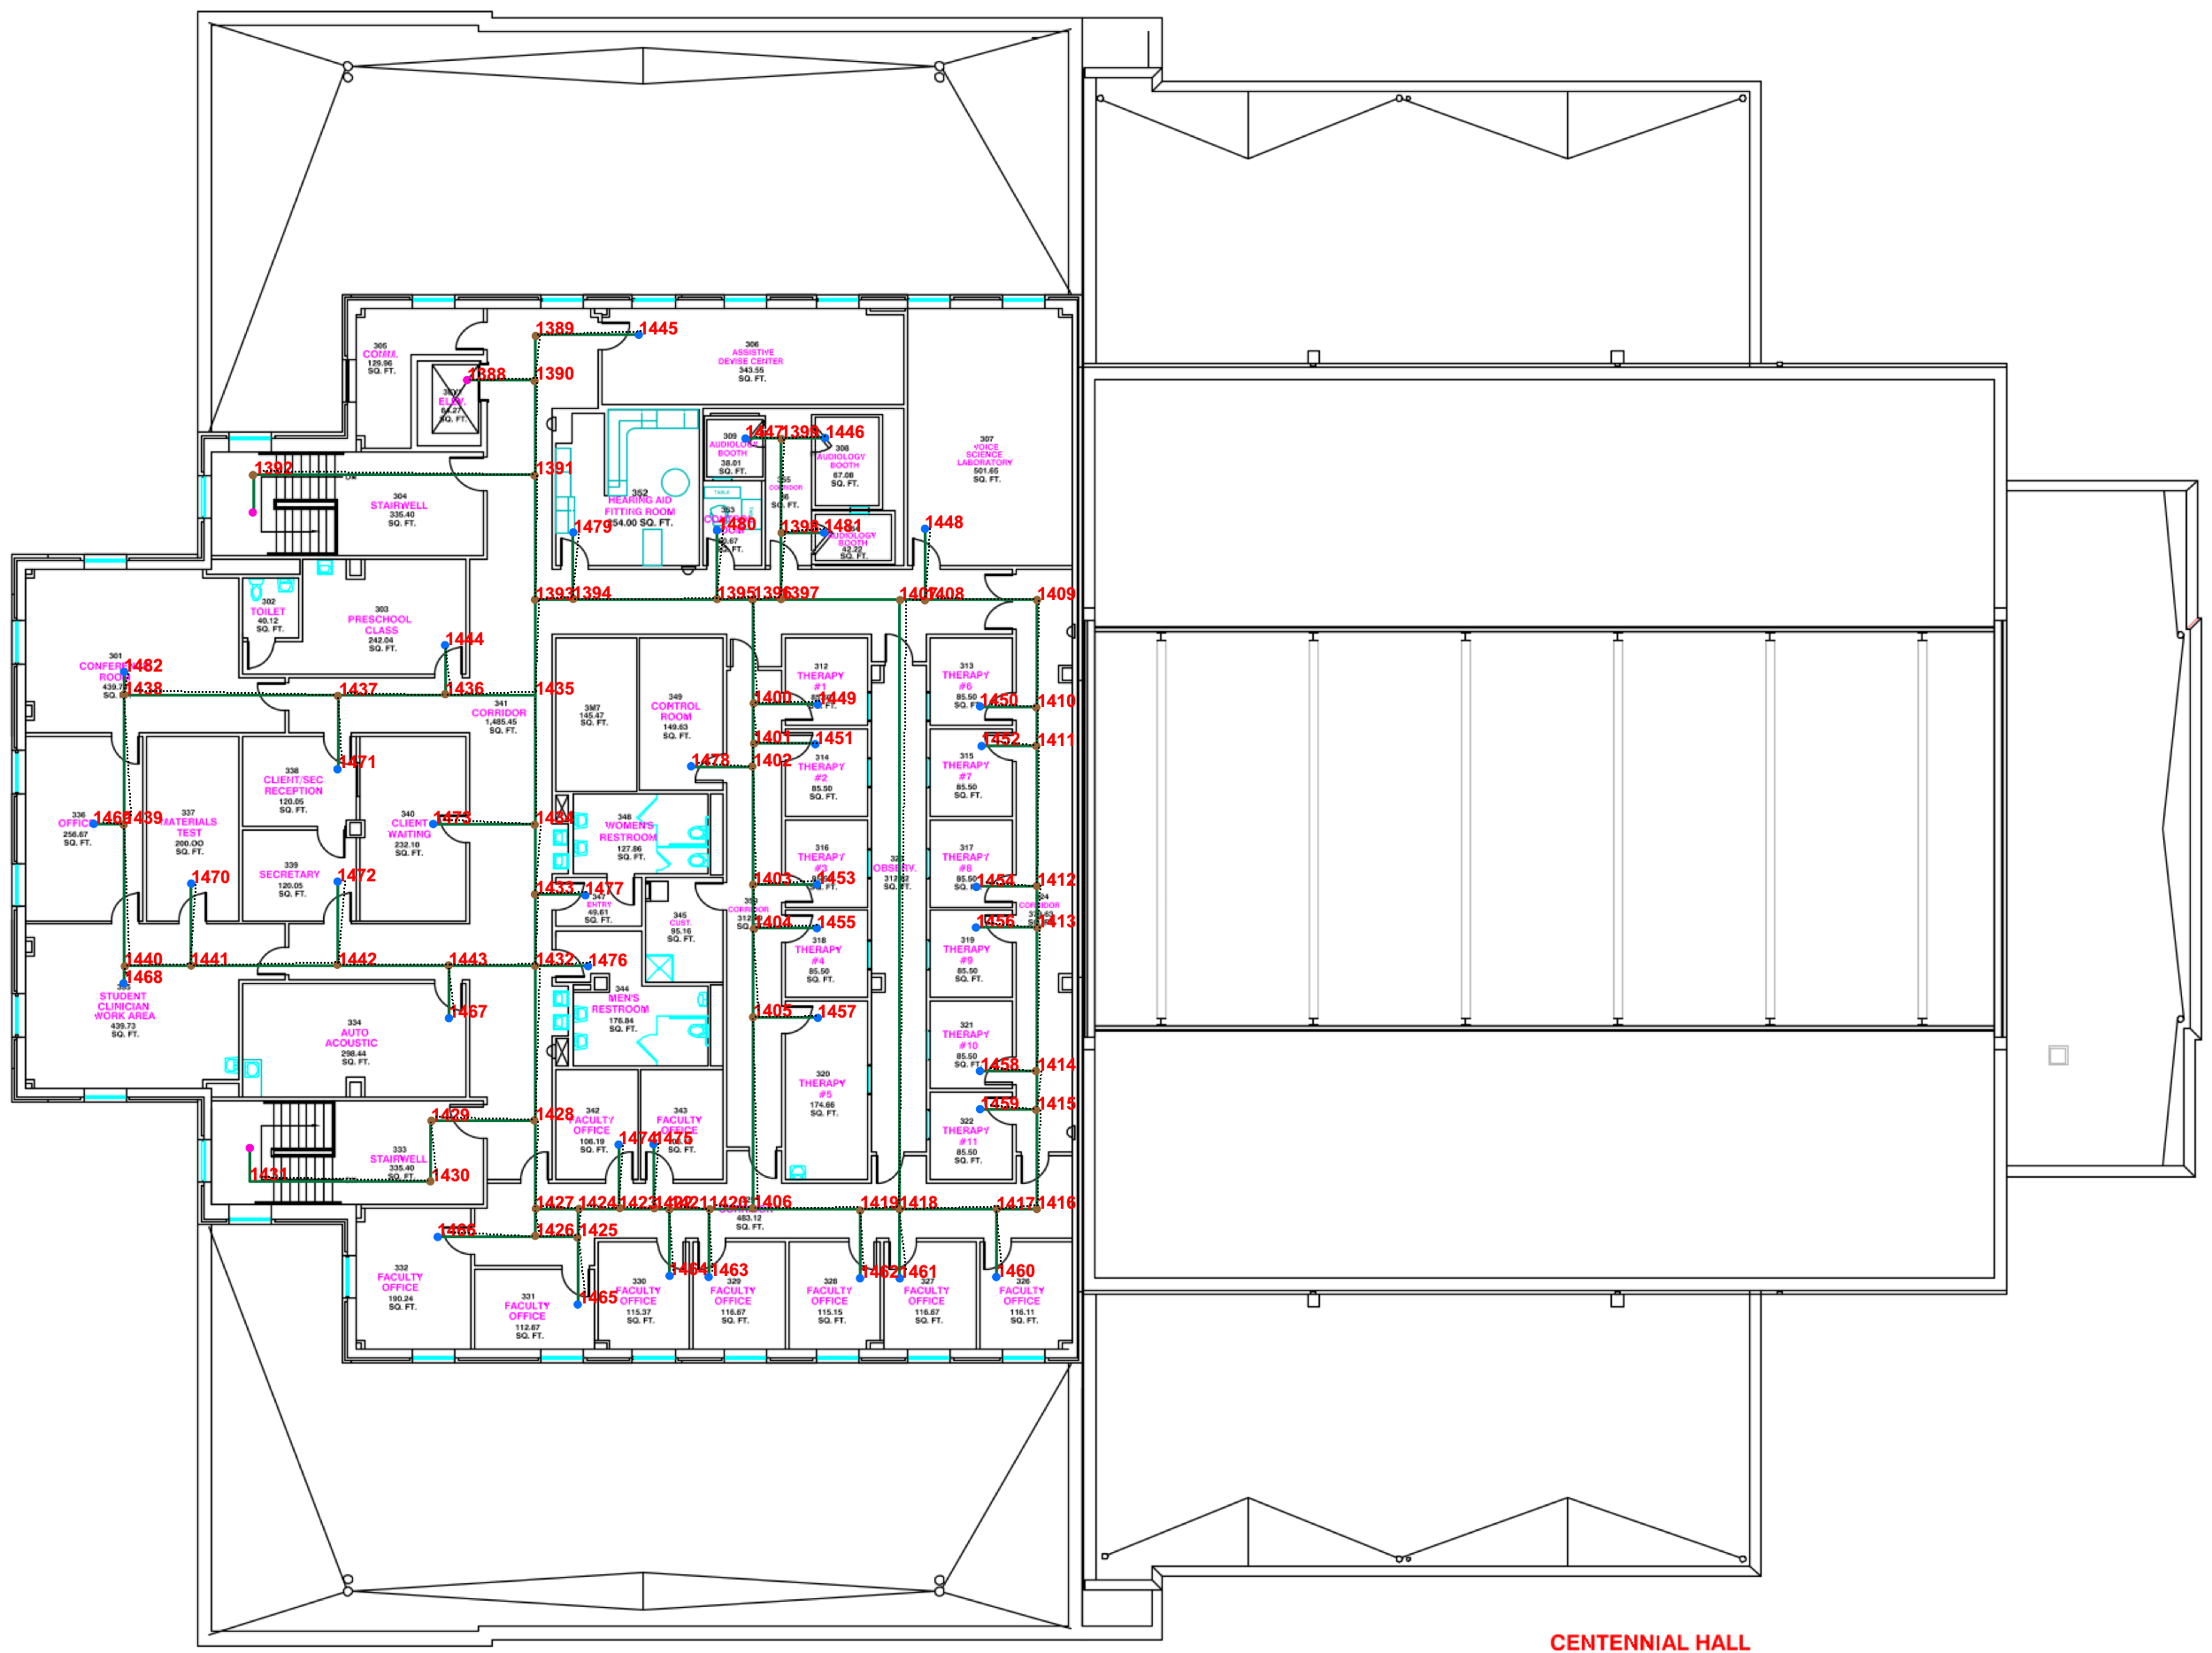 1389
1445
305
COMM.
129.96
SQ. FT.
306
ASSISTIVE
DEVISE CENTER
343.55
SQ. FT.
1388
1390
ELEV.
SQ. FT.
309
AUDIOLOGY
BOOTH
38.01
SQ. FT.
1447
1399
1446
308
AUDIOLOGY
BOOTH
67.08
SQ. FT.
307
VOICE
SCIENCE
LABORATORY
501.65
SQ. FT.
1392
1391
304
STAIRWELL
335.40
SQ. FT.
352
HEARING AID
FITTING ROOM
254.00 SQ. FT.
TABLE
CORRIDOR
SQ. FT.
1479
1480
1398
1481
AUDIOLOGY
BOOTH
42.22
SQ. FT.
1448
302
TOILET
40.12
SQ. FT.
303
PRESCHOOL
CLASS
242.04
SQ. FT.
1393
1394
1395
1396
1397
1407
1408
1409
1444
301
CONFERENCE
ROOM
1482
1438
1437
1436
1435
341
CORRIDOR
1,485.45
SQ. FT.
3M7
145.47
SQ. FT.
349
CONTROL
ROOM
149.63
SQ. FT.
312
THERAPY
#1
1400
1449
313
THERAPY
#6
85.50
SQ. FT.
1450
1410
1401
1451
1452
1411
1478
1402
314
THERAPY
#2
85.50
SQ. FT.
315
THERAPY
#7
85.50
SQ. FT.
338
CLIENT/SEC
RECEPTION
120.05
SQ. FT.
1471
336
OFFICE
256.67
SQ. FT.
1469
1439
337
MATERIALS
TEST
200.00
SQ. FT.
340
CLIENT
WAITING
232.10
SQ. FT.
1473
1434
348
WOMEN'S
RESTROOM
127.86
SQ. FT.
316
THERAPY
#3
SQ. FT.
OBSERV.
SQ. FT.
317
THERAPY
#8
85.50
SQ. FT.
1470
339
SECRETARY
120.05
SQ. FT.
1472
1433
1477
347
ENTRY
49.61
SQ. FT.
1403
1453
1454
1412
CORRIDOR
SQ. FT.
345
CUST.
95.16
SQ. FT.
CORRIDOR
SQ. FT.
1404
1455
1456
1413
318
THERAPY
#4
85.50
SQ. FT.
319
THERAPY
#9
85.50
SQ. FT.
1440
1441
1442
1443
1432
1476
1468
STUDENT
CLINICIAN
WORK AREA
439.73
SQ. FT.
344
MEN'S
RESTROOM
176.84
SQ. FT.
1467
1405
1457
334
AUTO
ACOUSTIC
298.44
SQ. FT.
321
THERAPY
#10
85.50
SQ. FT.
1458
1414
320
THERAPY
#5
174.66
SQ. FT.
1459
1415
1429
1428
342
FACULTY
OFFICE
106.19
SQ. FT.
343
FACULTY
OFFICE
SQ. FT.
1474
1475
322
THERAPY
#11
85.50
SQ. FT.
333
STAIRWELL
335.40
SQ. FT.
1431
1430
1427
1424
1423
1422
1421
1420
1406
1419
1418
1417
1416
CORRIDOR
483.12
SQ. FT.
1466
1426
1425
332
FACULTY
OFFICE
190.24
SQ. FT.
331
FACULTY
OFFICE
112.67
SQ. FT.
1465
330
FACULTY
OFFICE
115.37
SQ. FT.
1464
1463
329
FACULTY
OFFICE
116.67
SQ. FT.
328
FACULTY
OFFICE
115.15
SQ. FT.
1462
1461
327
FACULTY
OFFICE
116.67
SQ. FT.
1460
326
FACULTY
OFFICE
116.11
SQ. FT.
CENTENNIAL HALL